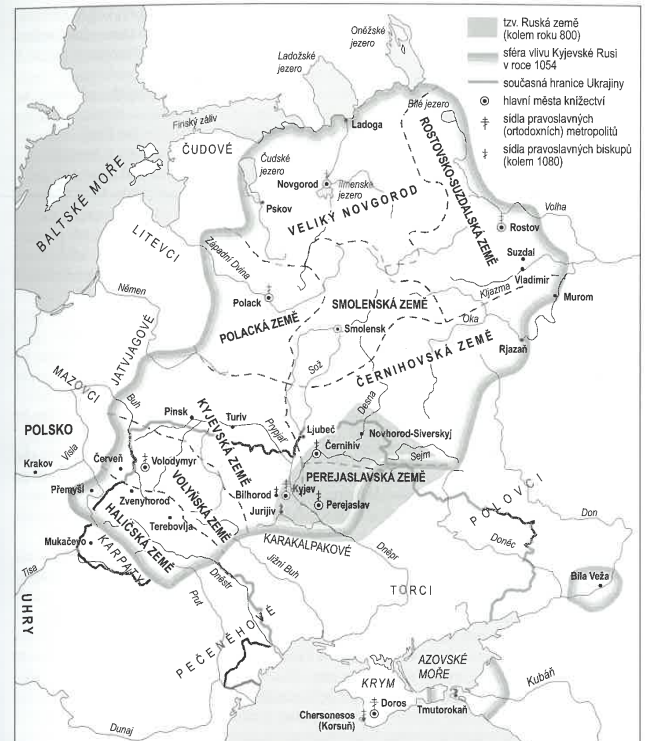 tzv. Ruská země
(kolem roku 800)
sféra vlivu Kyjevské Rusi
v roce 1054
současná hranice Ukrajiny
hlavní města knížectví
sídla pravoslavných
(ortodoxních) metropolitů
sídla pravoslavných biskupů
(kolem 1080)
Oněžské
jezero
Ladožské
jezero
Bílé jezero
Finský záliv
Ladoga
ČUDOVÉ
Čudské
jezero
Novgorod
Ilmenské
jezero
ROSTOVSKO-SUZDALSKÁ ZEMĚ
BALTSKÉ MOŘE
Pskov
VELIKÝ NOVGOROD
Volha
Rostov
LITEVCI
Západní Dvina
Suzdal
Vladimir
Kljazma
Murom
Němen
Polack
SMOLENSKÁ ZEMĚ
POLACKÁ ZEMĚ
Smolensk
Oka
Rjazaň
JATVJAGOVÉ
Sož
ČERNIHOVSKÁ ZEMĚ
MAZOVCI
Buh
Desna
Pinsk
Turiv
KYJEVSKÁ ZEMĚ
Prypjať
Ljubeč
Novhorod-Siverskyj
POLSKO
Visla
Černihiv
Sejm
Krakov
Červeň
Volodymyr
VOLYŇSKÁ ZEMĚ
PEREJASLAVSKÁ ZEMĚ
Přemyšl
Zvenyhorod
Bilhorod
Kyjev
Perejaslav
Jurijiv
POLOVCI
HALIČSKÁ ZEMĚ
Terebovlja
Don
Mukačevo
KARPATY
KARAKALPAKOVÉ
Dněpr
Doněc
Tisa
Jižní Buh
Dněstr
Bíla Veža
UHRY
Prut
TORCI
PEČENĚHOVÉ
AZOVSKÉ
MOŘE
KRYM
Kubáň
Doros
Tmutorokaň
Chersonesos
(Korsuň)
Dunaj